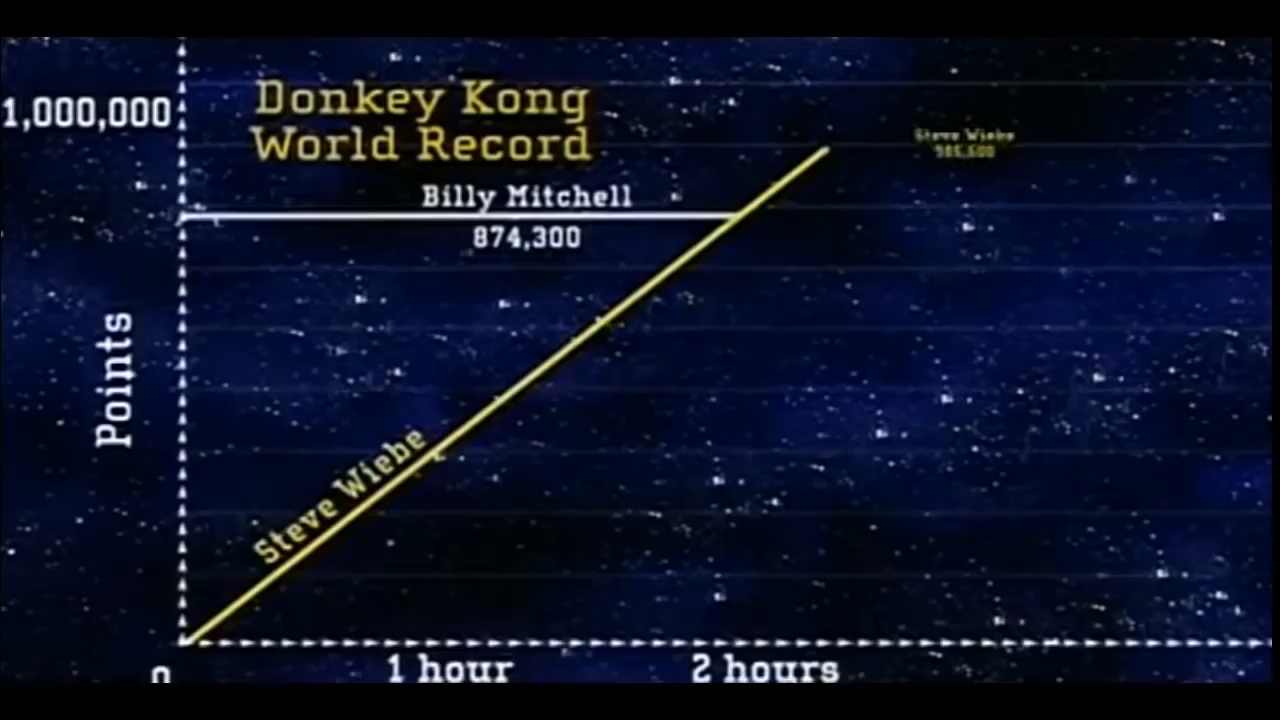 1,000,000
Donkey Kong
World Record
Steve Wiebe
Billy Mitchell
874,300
Points
Steve Wiebe
0
1 hour
2 hours